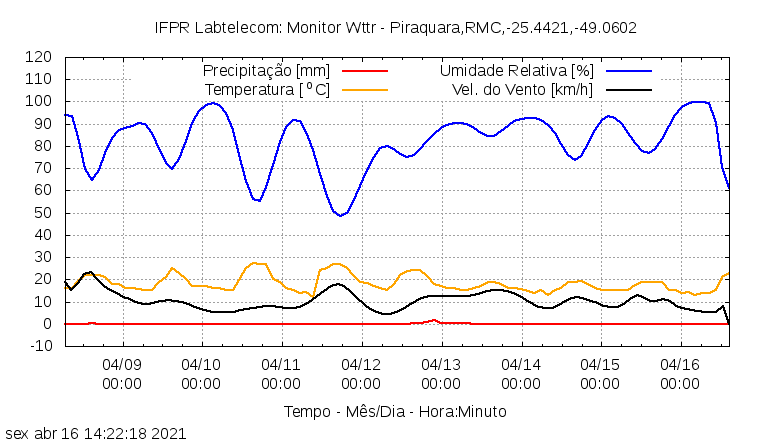 IFPR Labtelecom: Monitor Wttr - Piraquara,RMC,-25.4421,-49.0602
120
110
100
90
80
70
60
50
40
30
20
10
0
-10
Precipitação [mm] Umidade Relativa [%]
Temperatura [ ⁰C] Vel. do Vento [km/h]
04/09 04/10 04/11 04/12 04/13 04/14 04/15 04/16
00:00 00:00 00:00 00:00 00:00 00:00 00:00 00:00
Tempo - Mês/Dia - Hora:Minuto
sex abr 16 14:22:18 2021